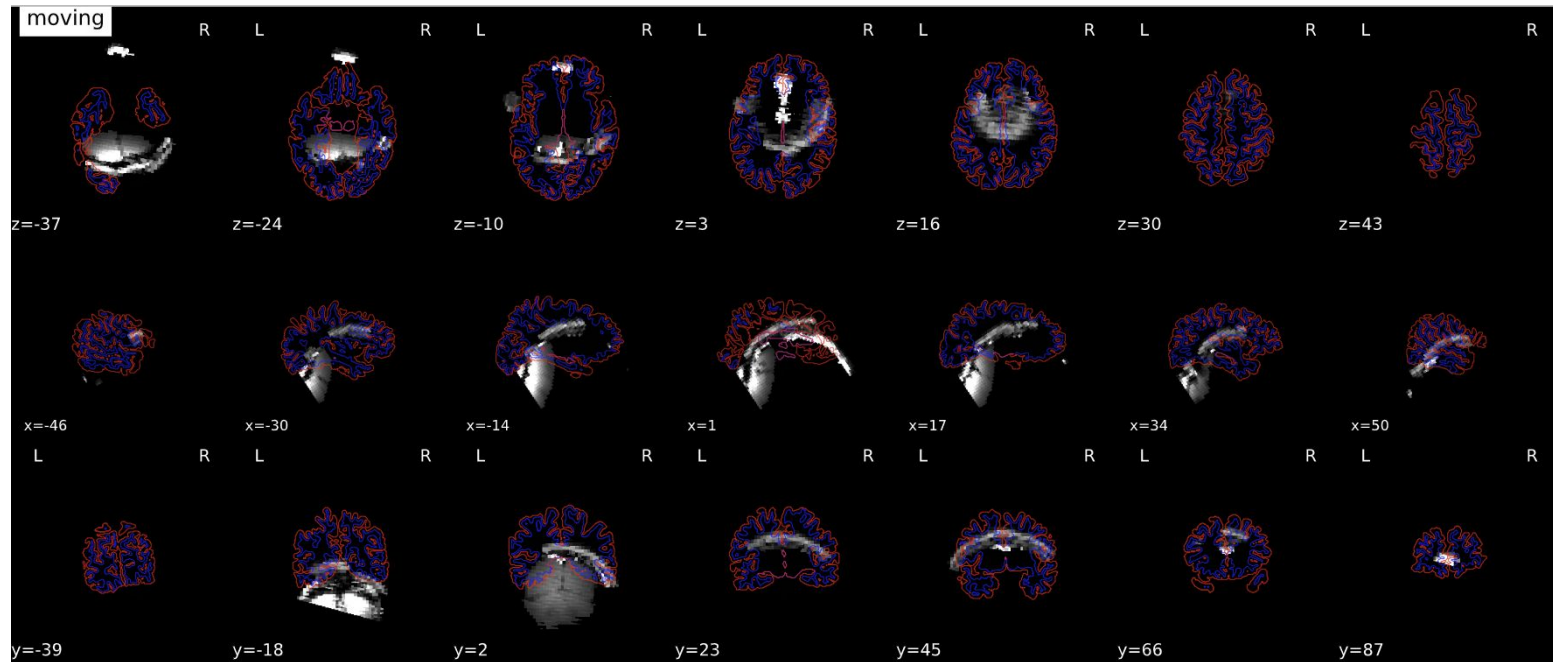 moving
R L R L R L R L R L R L R
z=-37 z=-24 z=-10 z=3 z=16 z=30 z=43
x=-46 x=-30 x=-14 x=1 x=17 x=34 x=50
L R L R L R L R L R L R L R
y=-39 y=-18 y=2 y=23 y=45 y=66 y=87